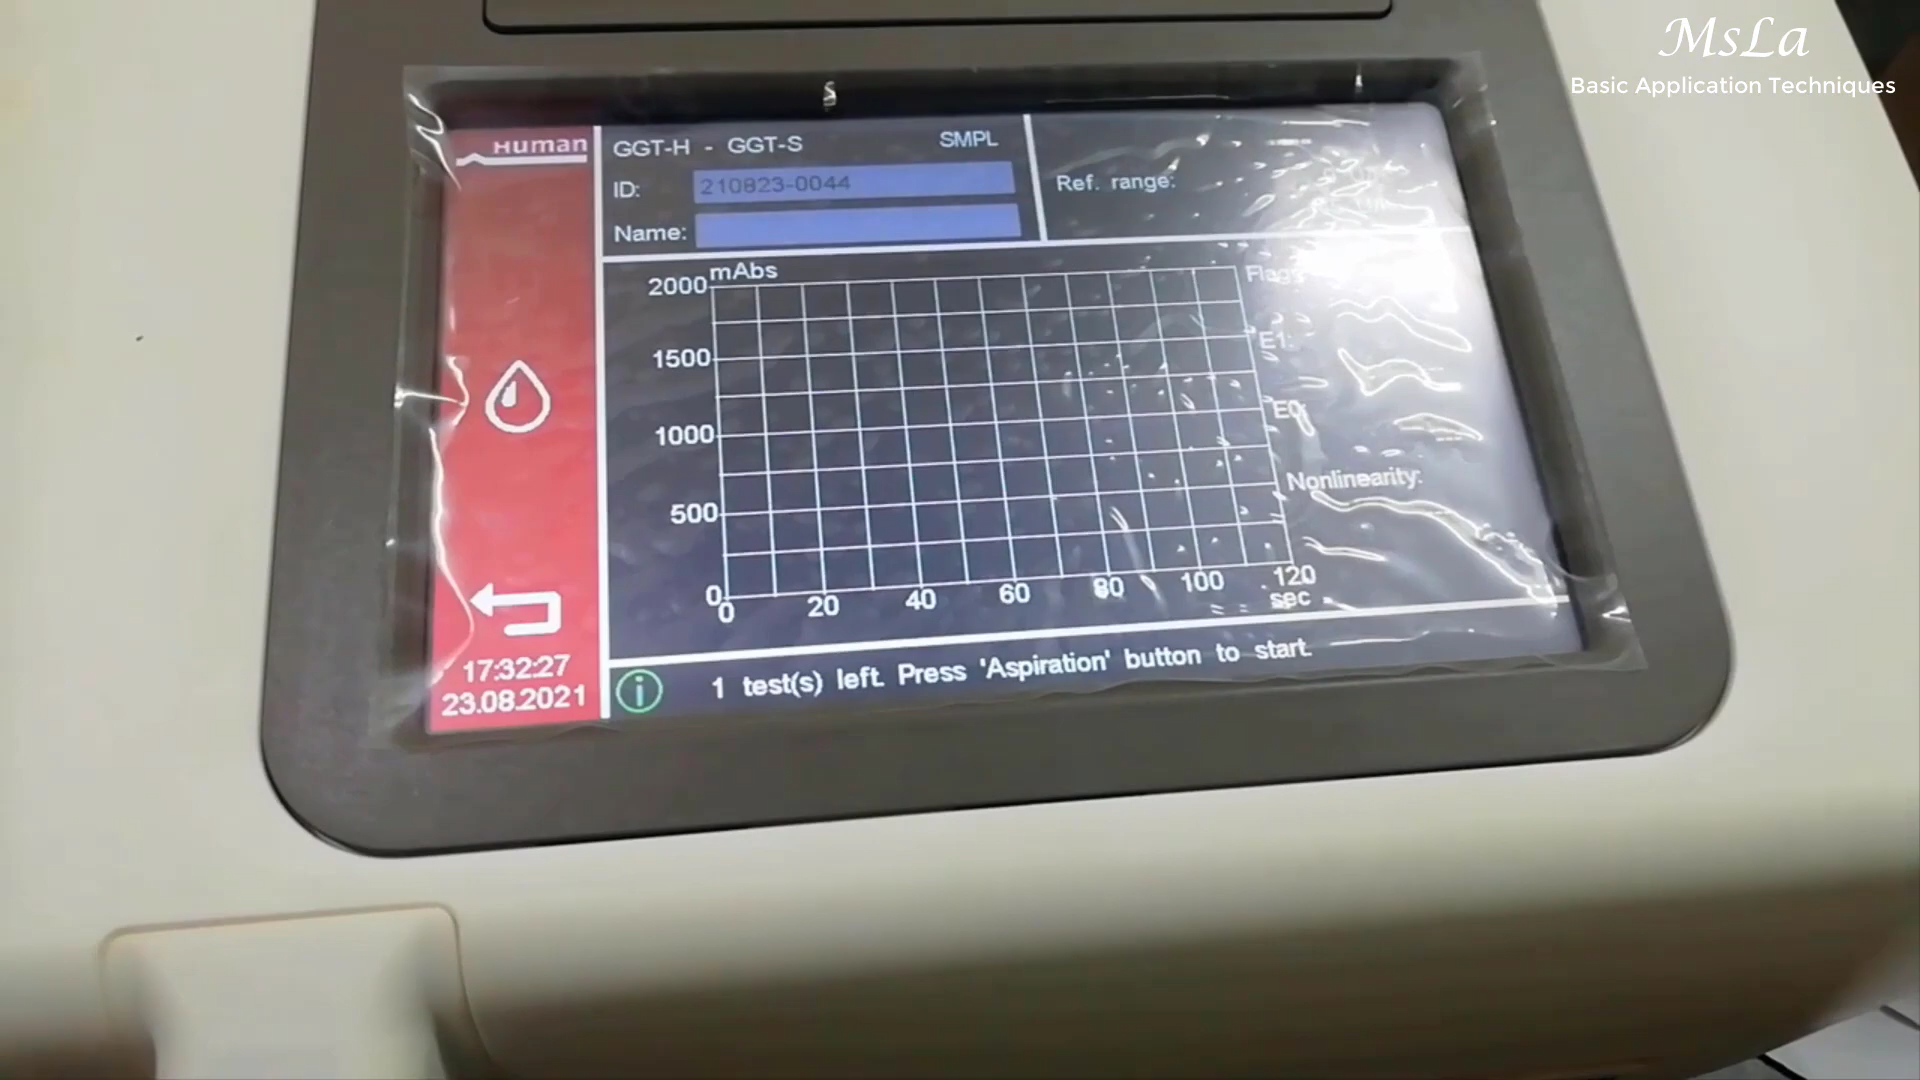 MsLa
Basic Application Techniques
Human
GGT-H - GGT-S SMPL
ID: 210823-0044
Name:
Ref. range:
mAbs
2000
1500
1000
500
0
0 20 40 60 80 100 120
sec
Flags
E1:
E0:
Nonlinearity:
1 test(s) left. Press 'Aspiration' button to start.
17:32:27
23.08.2021